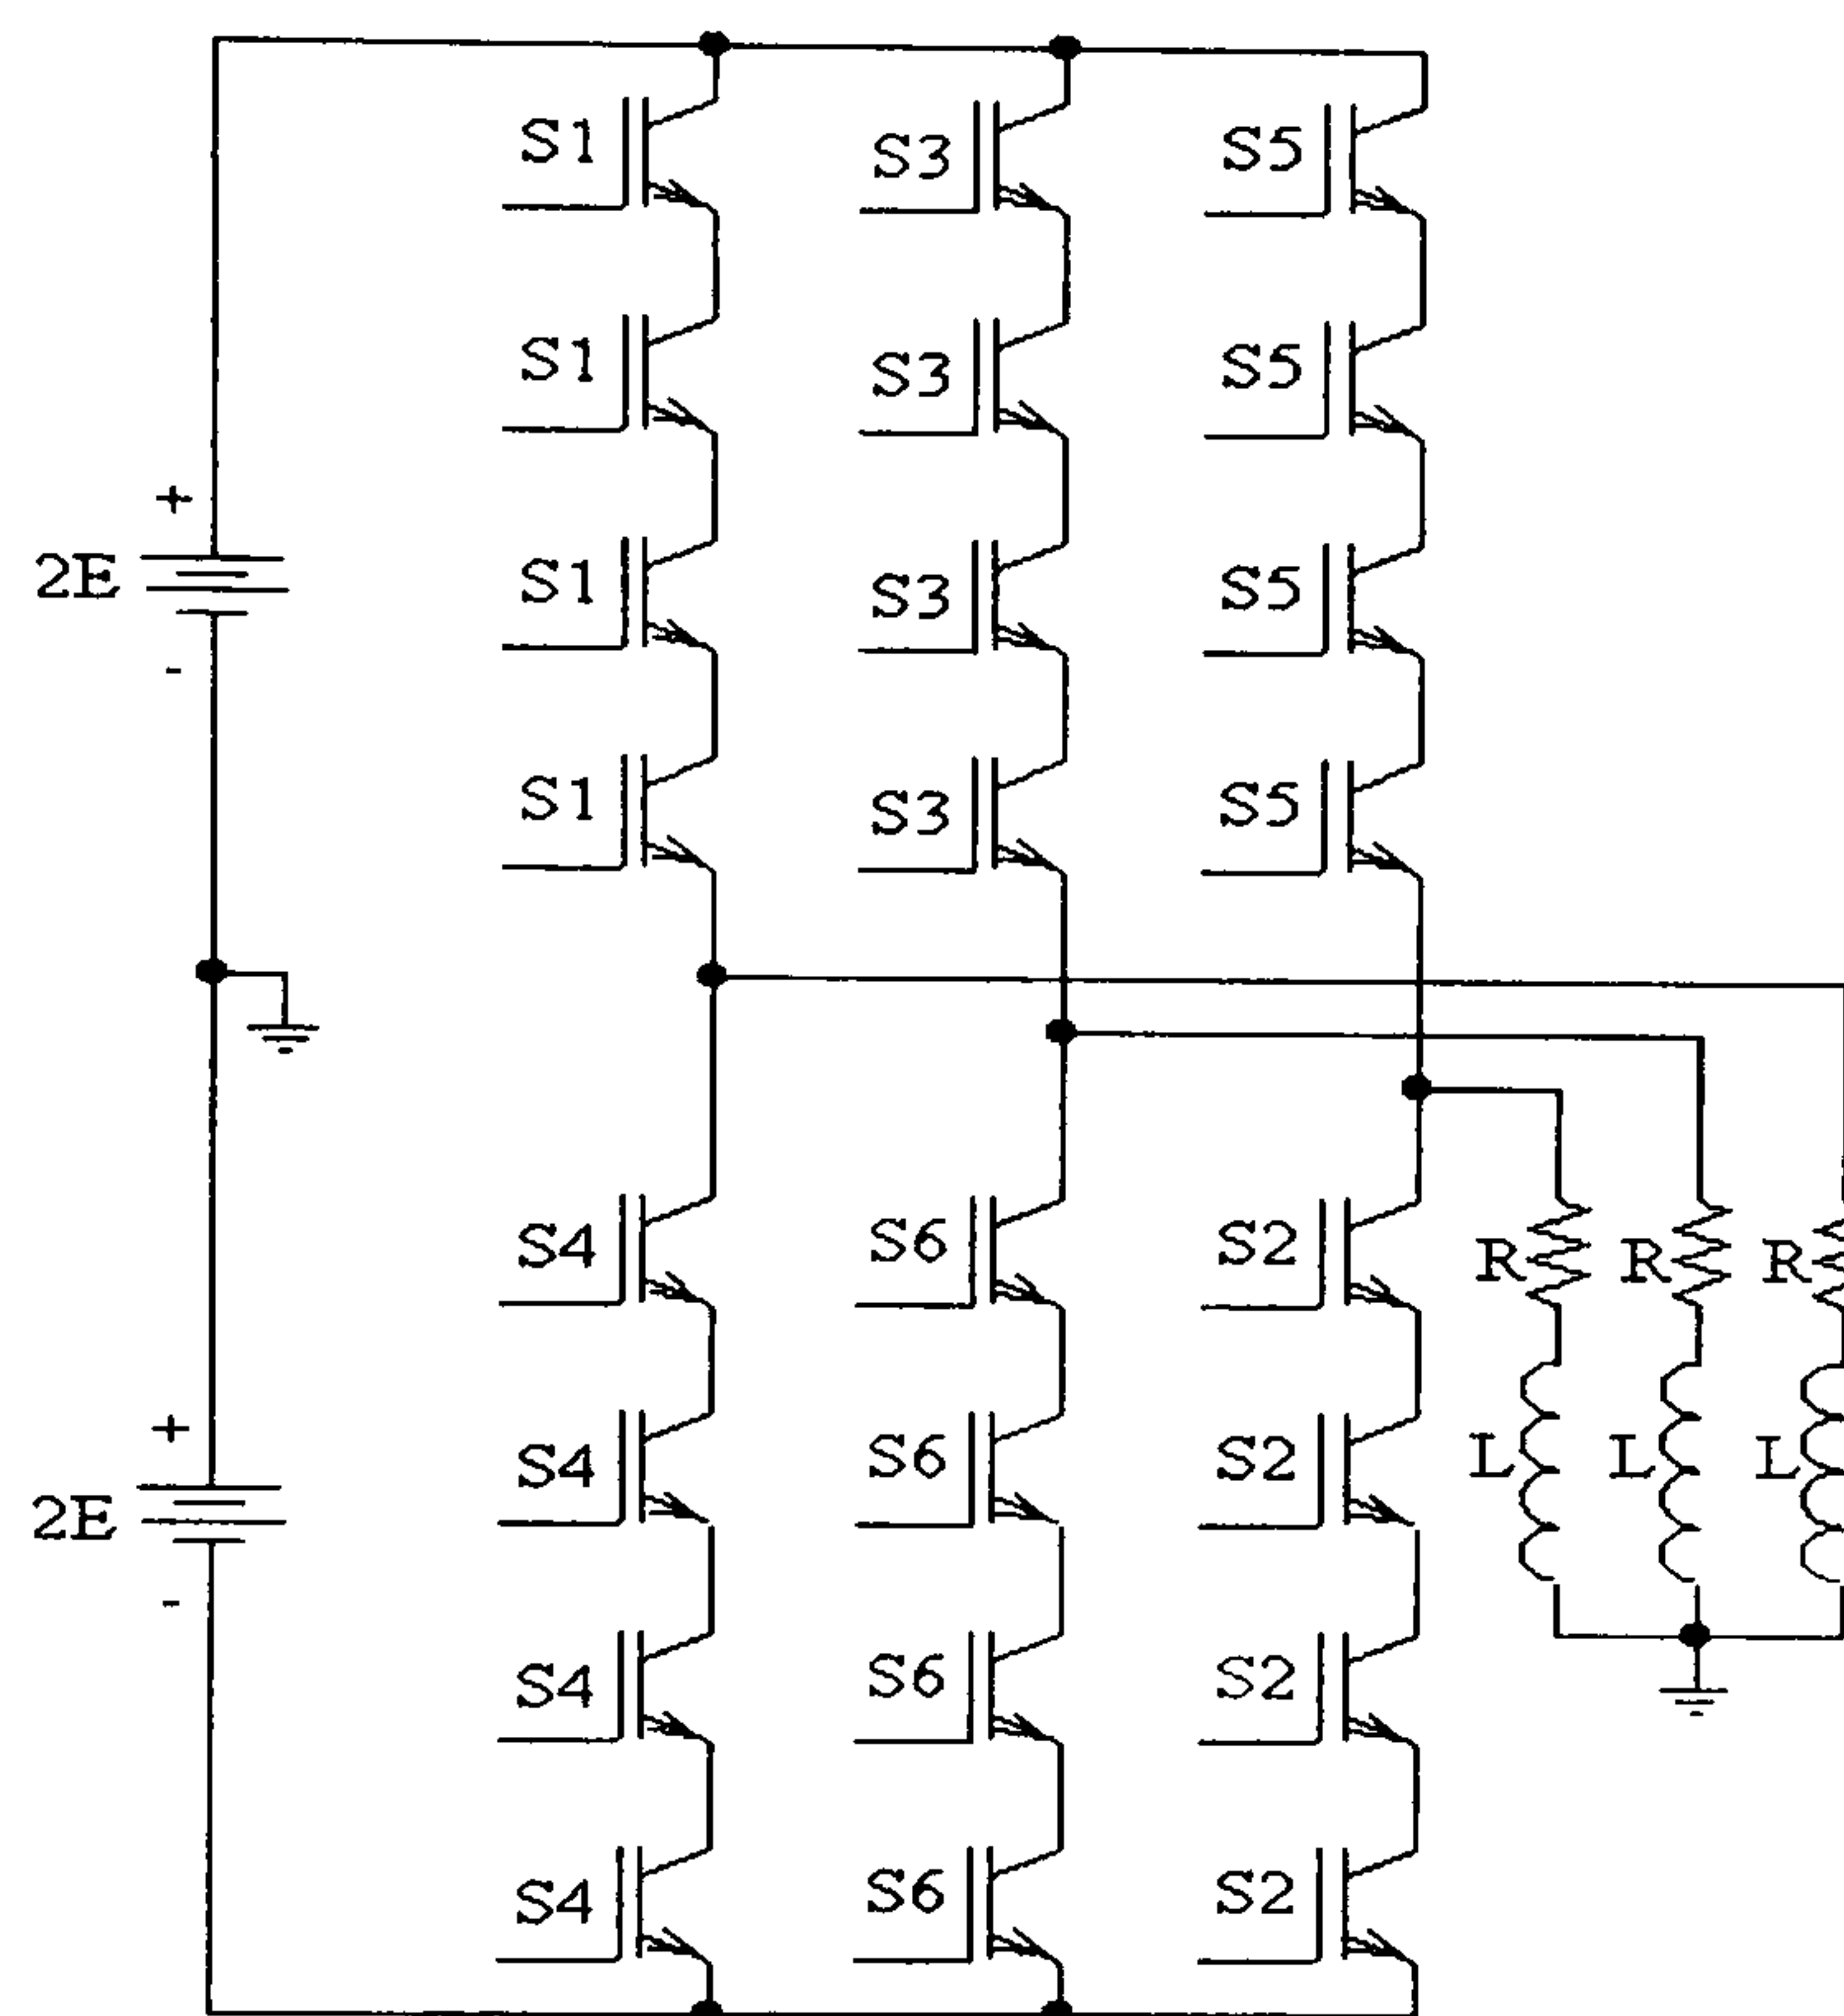 S1 S3 S5
S1 S3 S5
+
2E S1 S3 S5
-
S1 S3 S5
S4 S6 S2 R R R
+
S4 S6 S2 L L L
2E
-
S4 S6 S2
S4 S6 S2